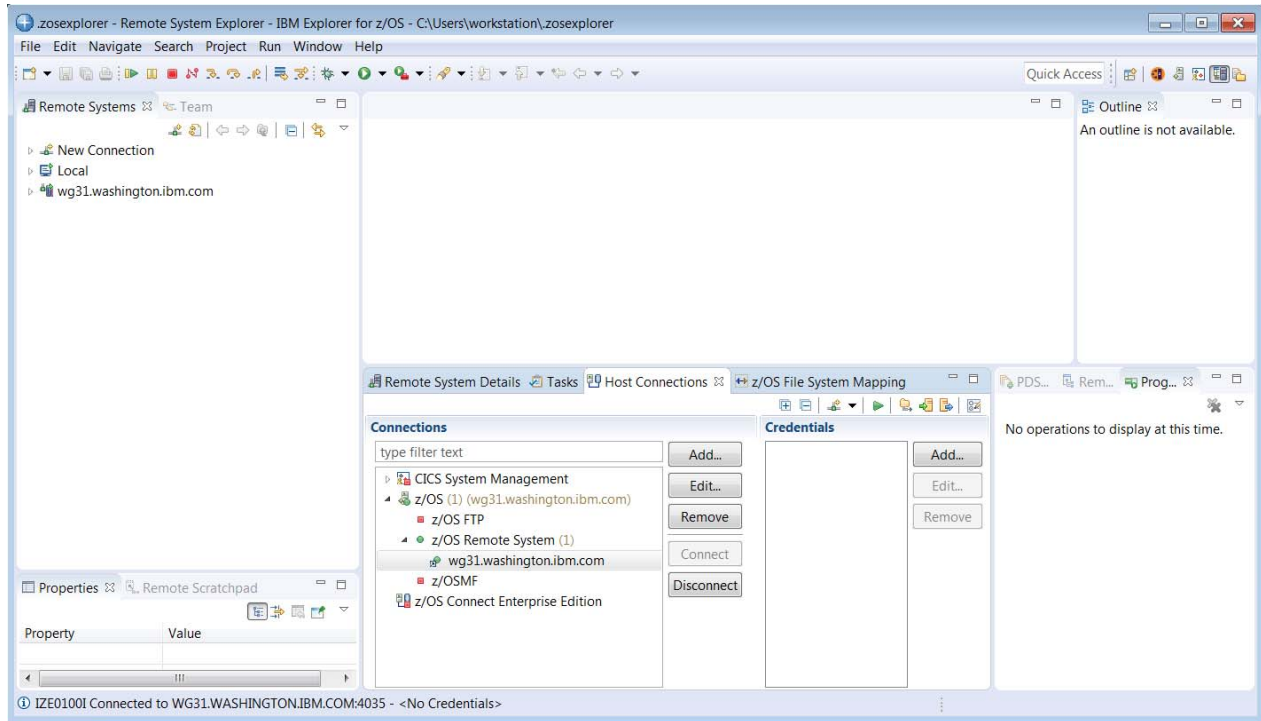 .zosexplorer - Remote System Explorer - IBM Explorer for z/OS - C:\Users\workstation\.zosexplorer
File Edit Navigate Search Project Run Window Help
Quick Access
Remote Systems
Team
New Connection
Local
wg31.washington.ibm.com
Outline
An outline is not available.
Remote System Details
Tasks
Host Connections
z/OS File System Mapping
Connections
type filter text
CICS System Management
z/OS (1) (wg31.washington.ibm.com)
z/OS FTP
z/OS Remote System (1)
wg31.washington.ibm.com
z/OSMF
z/OS Connect Enterprise Edition
Add...
Edit...
Remove
Connect
Disconnect
Credentials
Add...
Edit...
Remove
PDS...
Rem...
Prog...
No operations to display at this time.
Properties
Remote Scratchpad
Property Value
IZE0100I Connected to WG31.WASHINGTON.IBM.COM:4035 - <No Credentials>